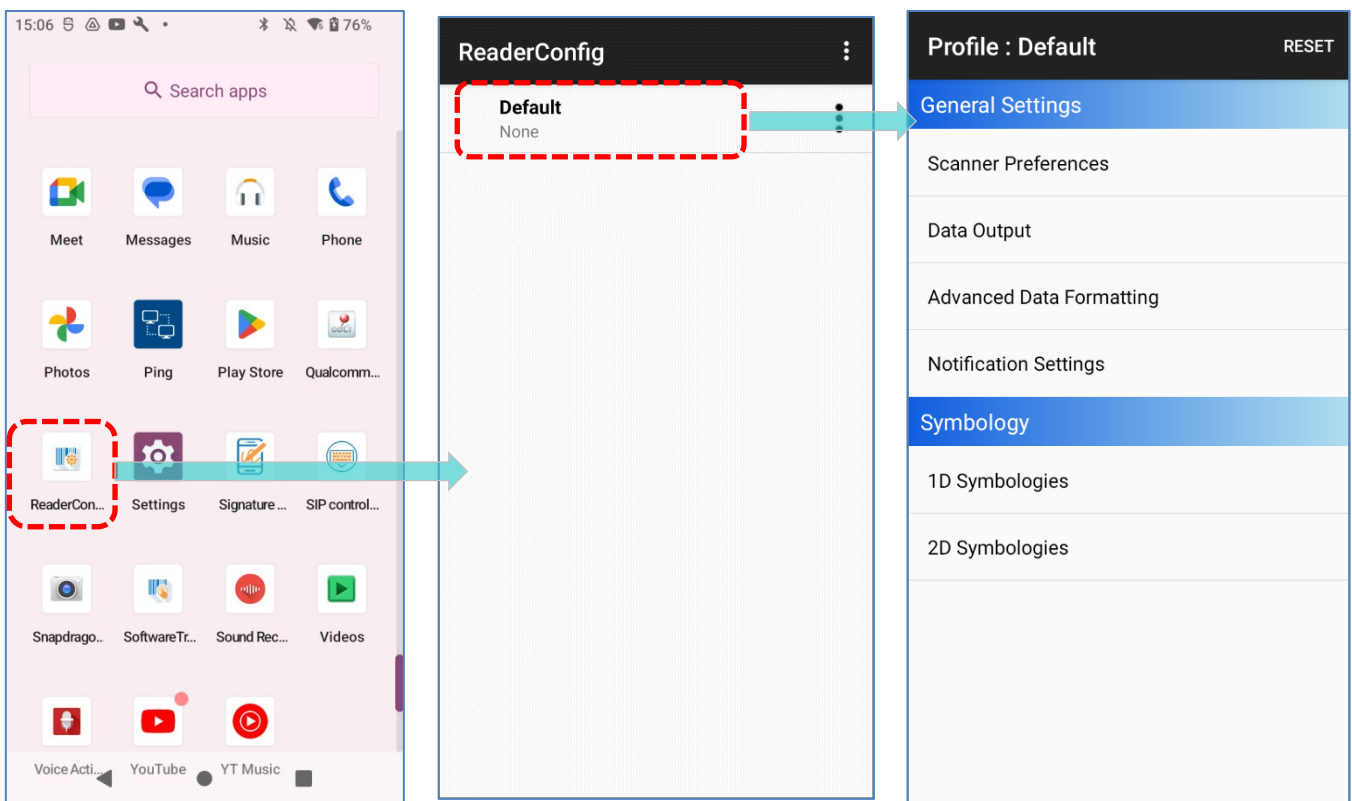 15:06 76%
Search apps
Meet Messages Music Phone
Photos Ping Play Store Qualcomm...
ReaderCon... Settings Signature ... SIP control...
Snapdrago... SoftwareTr... Sound Rec... Videos
Voice Acti... YouTube YT Music
ReaderConfig
Default
None
Profile : Default RESET
General Settings
Scanner Preferences
Data Output
Advanced Data Formatting
Notification Settings
Symbology
1D Symbologies
2D Symbologies